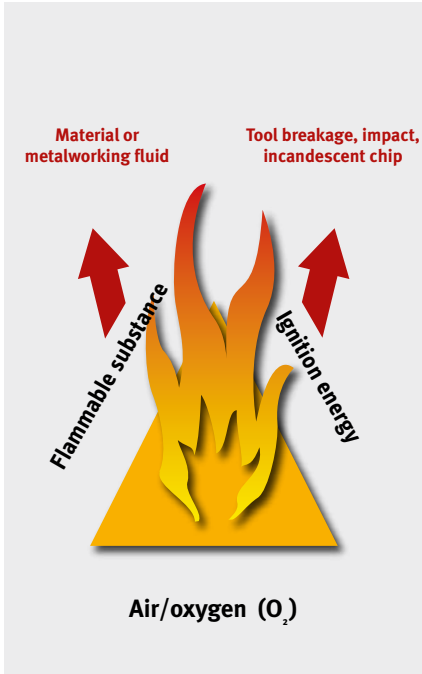 Material or
metalworking fluid
Tool breakage, impact,
incandescent chip
Flammable substance
Ignition energy
Air/oxygen (O₂)